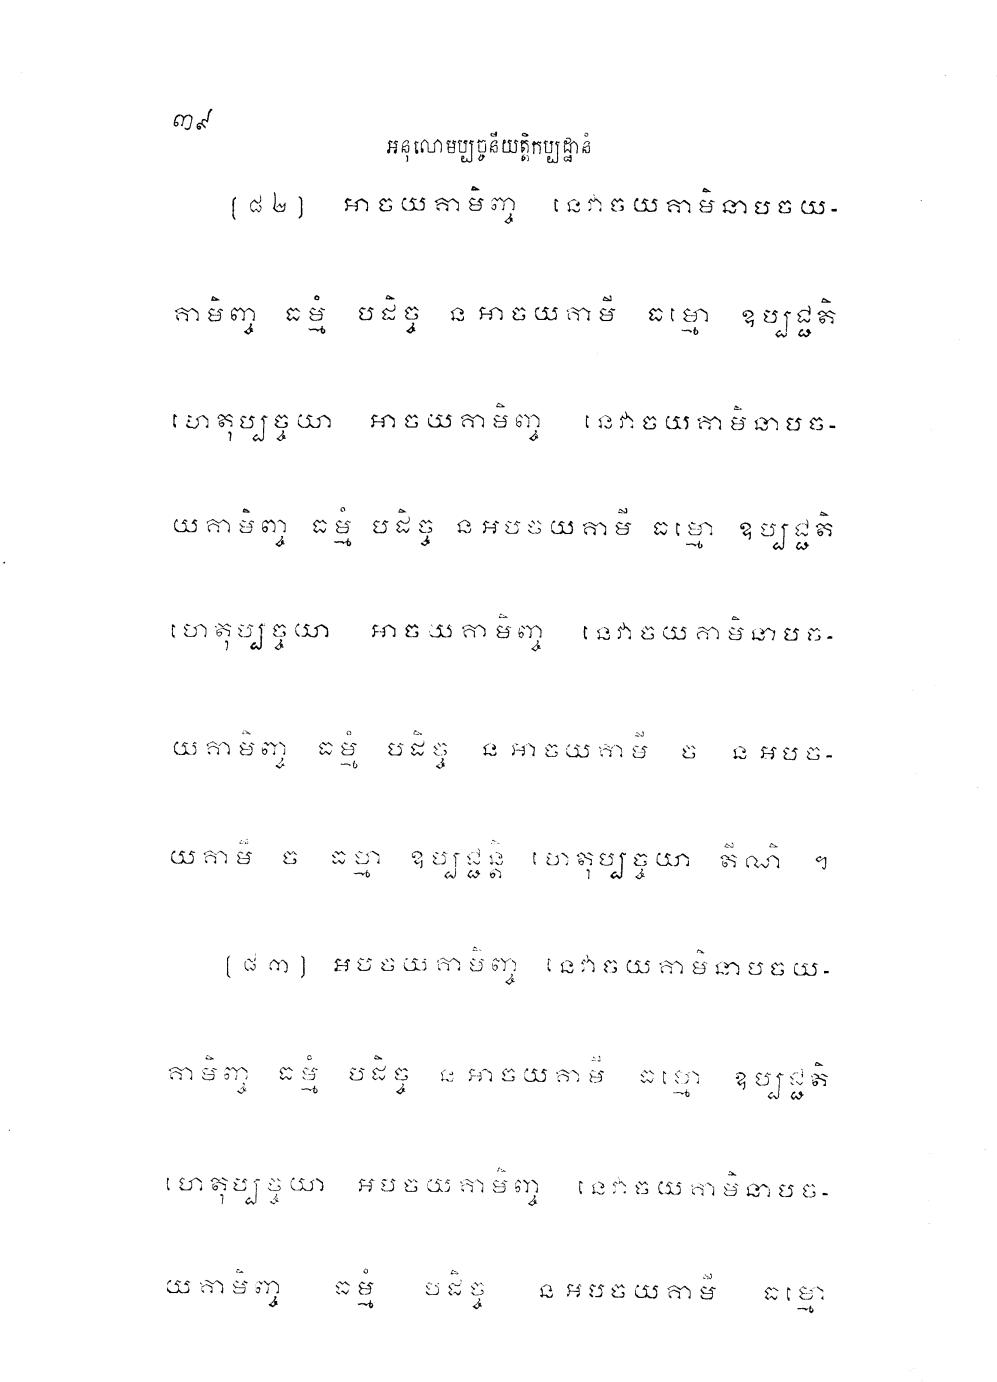 ៣៩
អនុលោមប្បច្ចនីយត្តិកប្បដ្ឋានំ
[៨២] អាចយគាមិញ្ច នេវាចយគាមិនាបចយ-
គាមិញ្ច ធម្មំ បដិច្ច នអាចយគាមី ធម្មោ ឧប្បជ្ជតិ
ហេតុប្បច្ចយា អាចយគាមិញ្ច នេវាចយគាមិនាបច-
យគាមិញ្ច ធម្មំ បដិច្ច នអបចយគាមី ធម្មោ ឧប្បជ្ជតិ
ហេតុប្បច្ចយា អាចយគាមិញ្ច នេវាចយគាមិនាបច-
យគាមិញ្ច ធម្មំ បដិច្ច នអាចយគាមី ច នអបច-
យគាមី ច ធម្មា ឧប្បជ្ជន្តិ ហេតុប្បច្ចយា តីណិ ៗ
[៨៣] អបចយគាមិញ្ច នេវាចយគាមិនាបចយ-
គាមិញ្ច ធម្មំ បដិច្ច នអាចយគាមី ធម្មោ ឧប្បជ្ជតិ
ហេតុប្បច្ចយា អបចយគាមិញ្ច នេវាចយគាមិនាបច-
យគាមិញ្ច ធម្មំ បដិច្ច នអបចយគាមី ធម្មោ